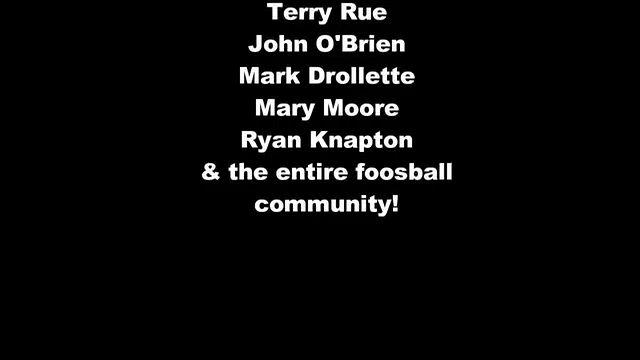 Terry Rue
John O'Brien
Mark Drollette
Mary Moore
Ryan Knapton
& the entire foosball
community!